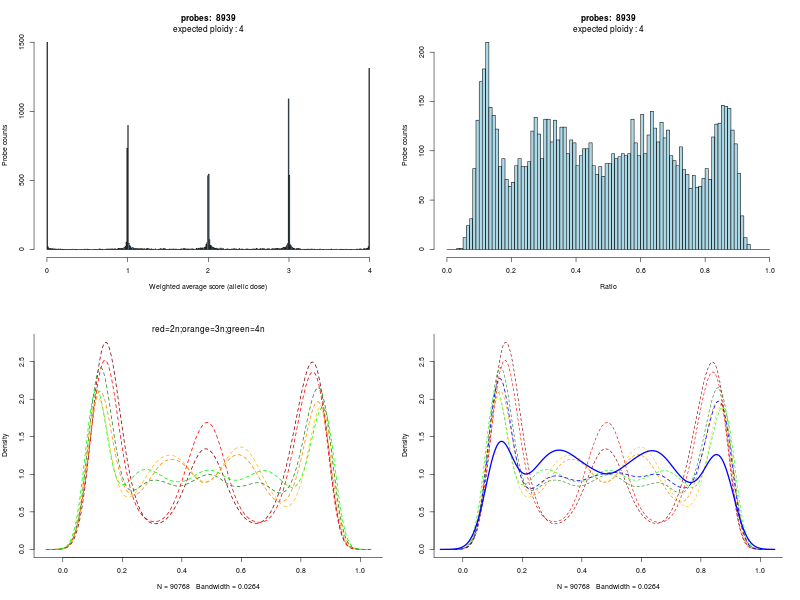 probes: 8939
expected ploidy : 4
Probe counts
1500
1000
500
0
0 1 2 3 4
Weighted average score (allelic dose)
probes: 8939
expected ploidy : 4
Probe counts
200
150
100
50
0
0.0 0.2 0.4 0.6 0.8 1.0
Ratio
red=2n;orange=3n;green=4n
Density
2.5
2.0
1.5
1.0
0.5
0.0
0.0 0.2 0.4 0.6 0.8 1.0
N = 90768 Bandwidth = 0.0264
Density
2.5
2.0
1.5
1.0
0.5
0.0
0.0 0.2 0.4 0.6 0.8 1.0
N = 90768 Bandwidth = 0.0264